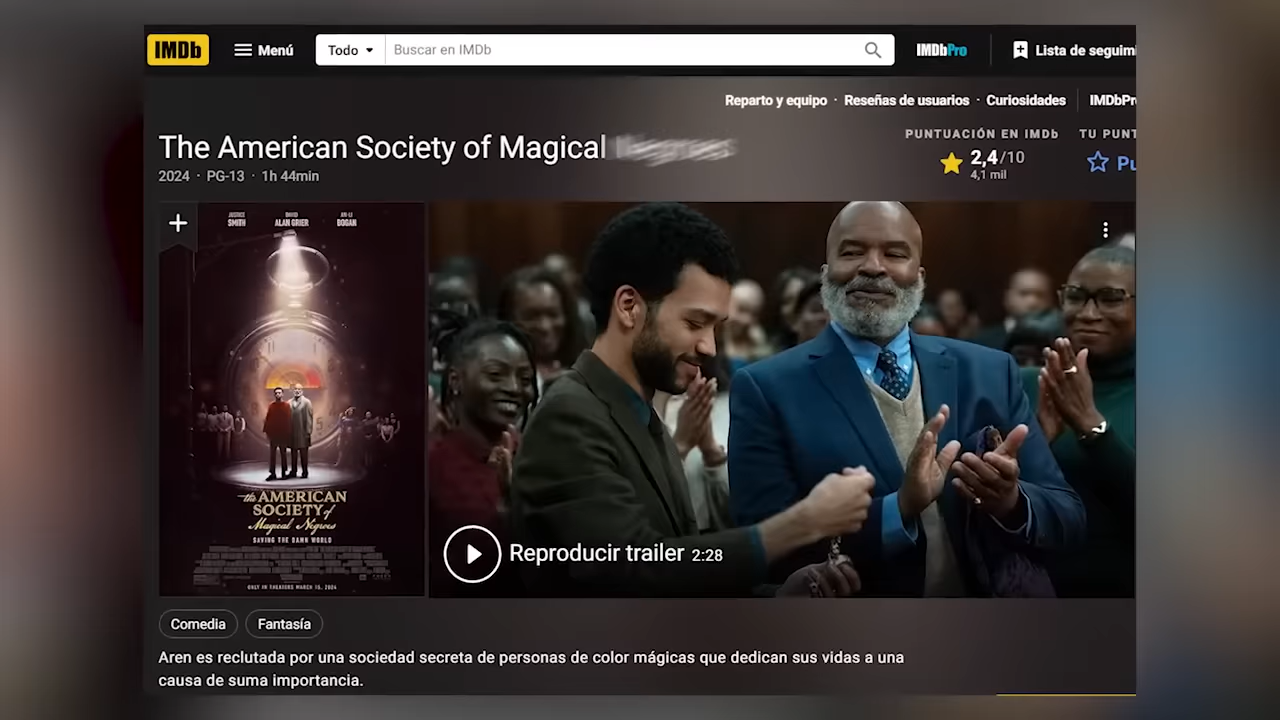 IMDb Menú Todo Buscar en IMDb IMDbPro Lista de seguimi
Reparto y equipo · Reseñas de usuarios · Curiosidades IMDbPr
The American Society of Magical
PUNTUACIÓN EN IMDb TU PUNT
2,4/10 Pu
4,1 mil
2024 · PG-13 · 1h 44min
JUSTICE SMITH DAVID ALAN GRIER AN-LI BOGAN
the AMERICAN
SOCIETY of
Magical Negroes
SAVING THE DAMN WORLD
ONLY IN THEATERS MARCH 15, 2024
Reproducir trailer 2:28
Comedia Fantasía
Aren es reclutada por una sociedad secreta de personas de color mágicas que dedican sus vidas a una
causa de suma importancia.